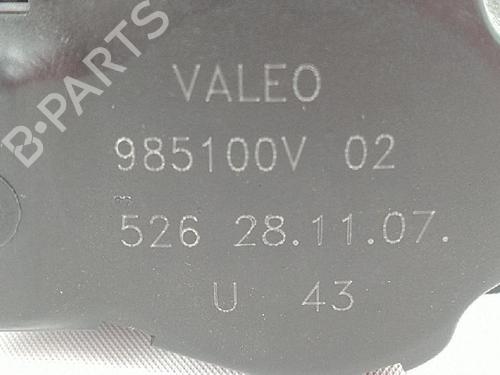 B-PARTS
VALEO
985100V 02
526 28.11.07.
U 43